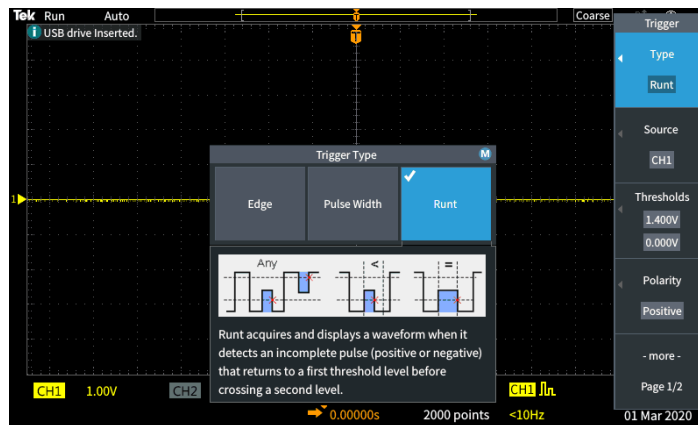 Tek Run Auto Coarse
USB drive Inserted.
Trigger
Type
Runt
Source
CH1
Thresholds
1.400V
0.000V
Polarity
Positive
- more -
Page 1/2
Trigger Type M
Edge Pulse Width Runt
Any < =
Runt acquires and displays a waveform when it
detects an incomplete pulse (positive or negative)
that returns to a first threshold level before
crossing a second level.
1
CH1 1.00V CH2 CH1
0.00000s 2000 points <10Hz 01 Mar 2020